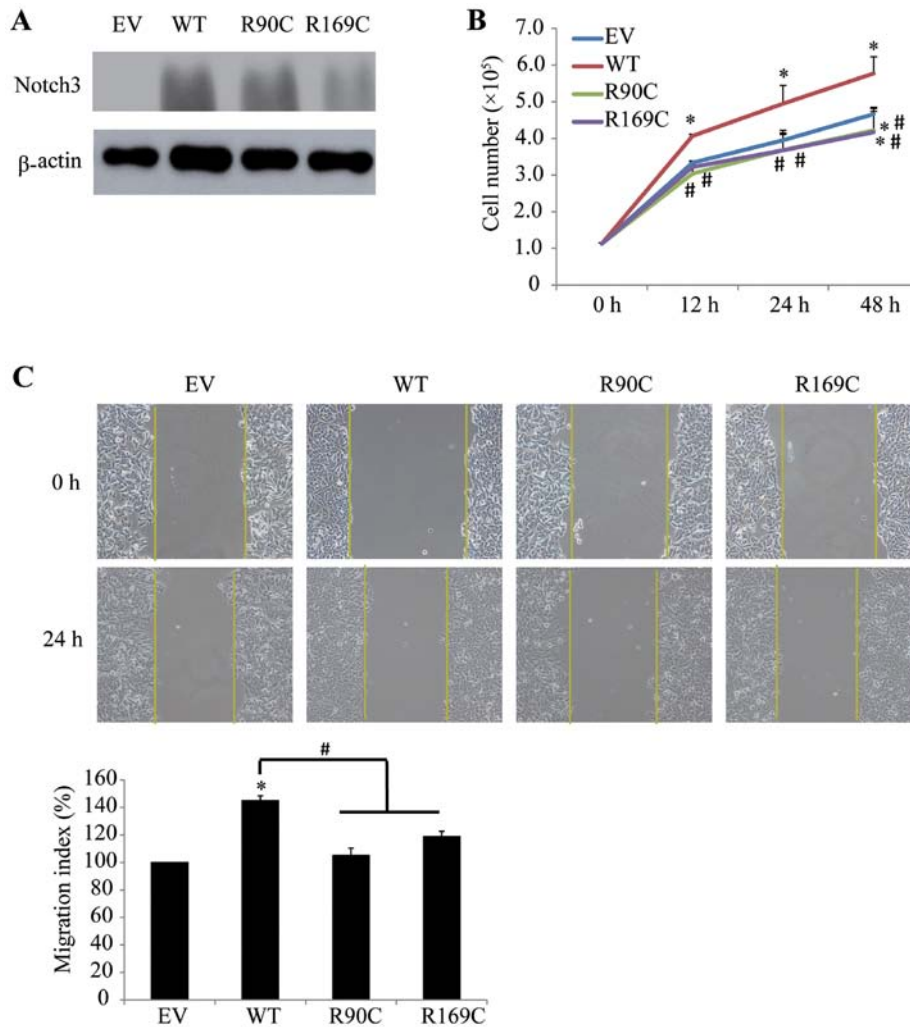 A
EV WT R90C R169C
Notch3
β-actin
B
Cell number (×10⁵)
7.0
6.0
5.0
4.0
3.0
2.0
1.0
0
EV
WT
R90C
R169C
* * *
# # # # * # * #
0 h 12 h 24 h 48 h
C
EV WT R90C R169C
0 h
24 h
Migration index (%)
160
140
120
100
80
60
40
20
0
#
*
EV WT R90C R169C